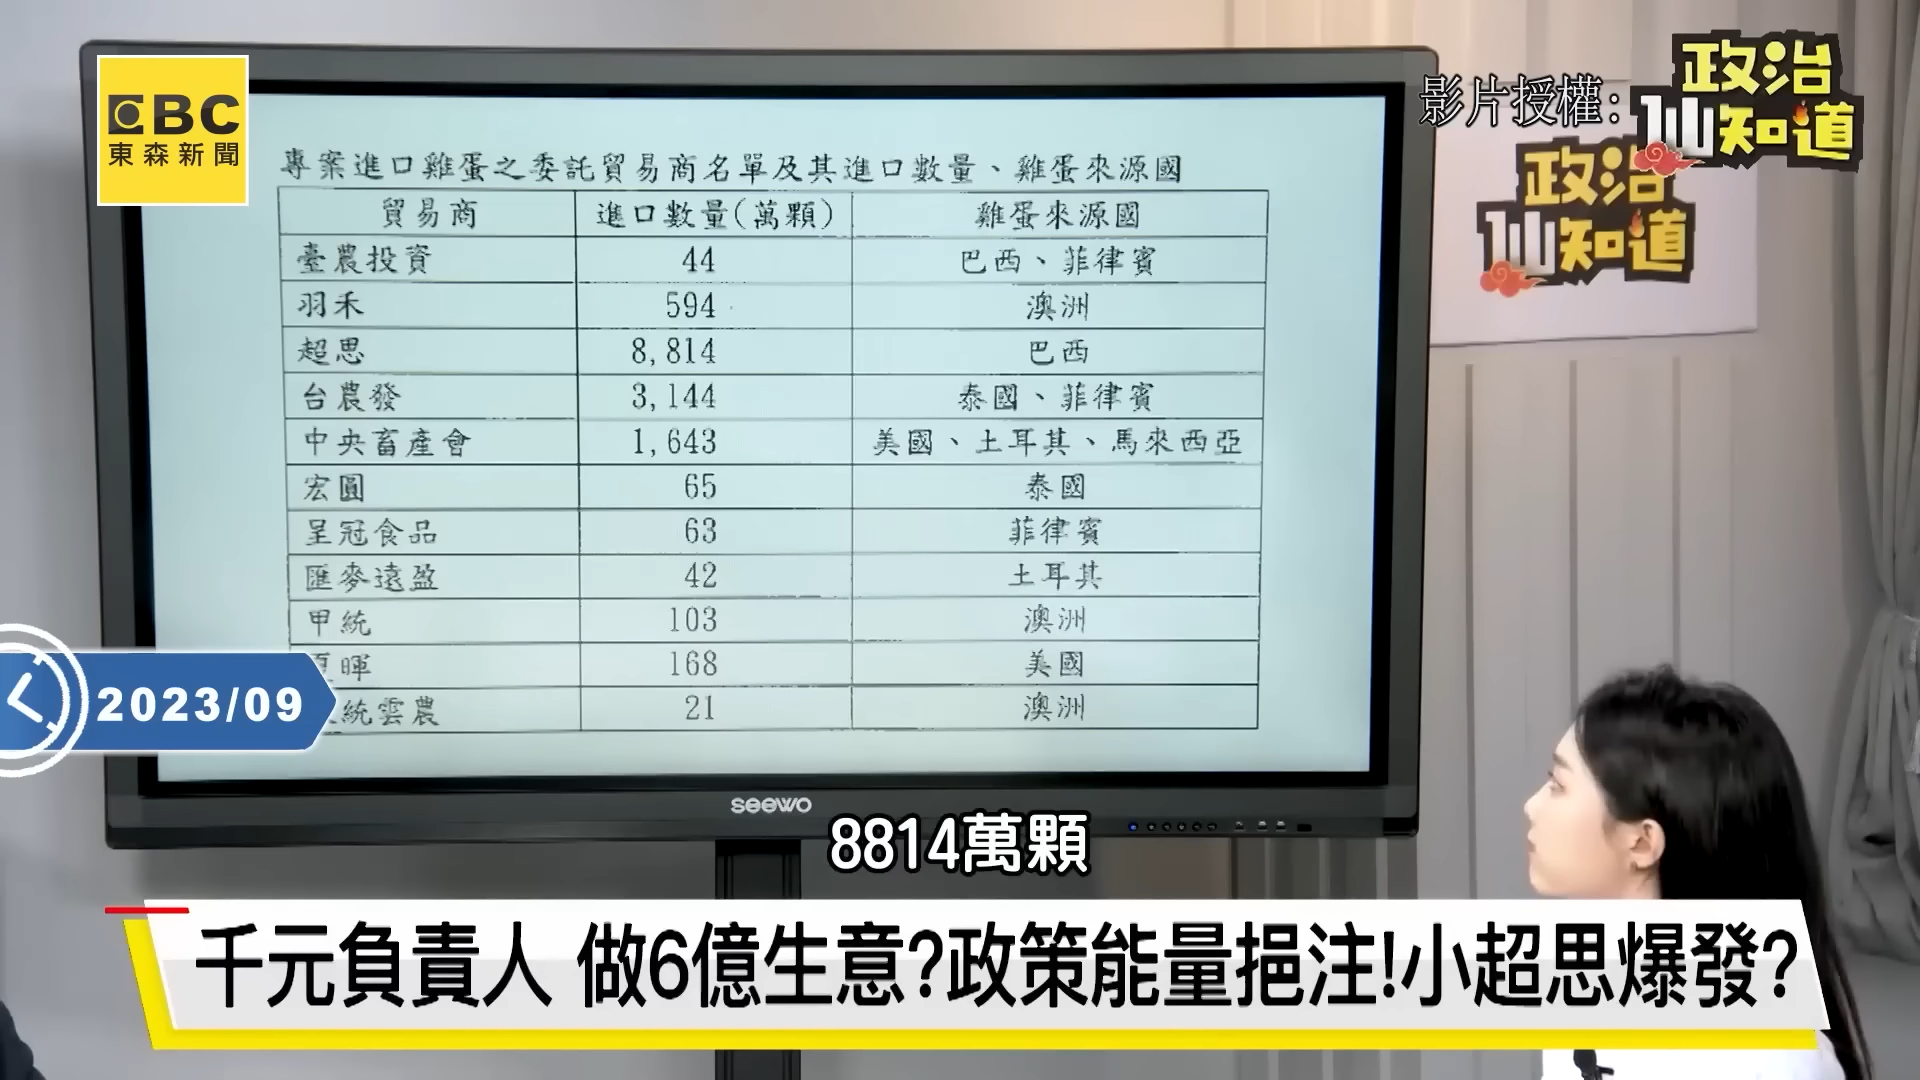 EBC
東森新聞
影片授權：
政治
仙知道
政治
仙知道
專案進口雞蛋之委託貿易商名單及其進口數量、雞蛋來源國
貿易商 進口數量(萬顆) 雞蛋來源國
臺農投資 44 巴西、菲律賓
羽禾 594 澳洲
超思 8,814 巴西
台農發 3,144 泰國、菲律賓
中央畜產會 1,643 美國、土耳其、馬來西亞
宏圓 65 泰國
呈冠食品 63 菲律賓
匯麥遠盈 42 土耳其
甲統 103 澳洲
暉 168 美國
統雲農 21 澳洲
2023/09
seewo
8814萬顆
千元負責人 做6億生意?政策能量挹注!小超思爆發?